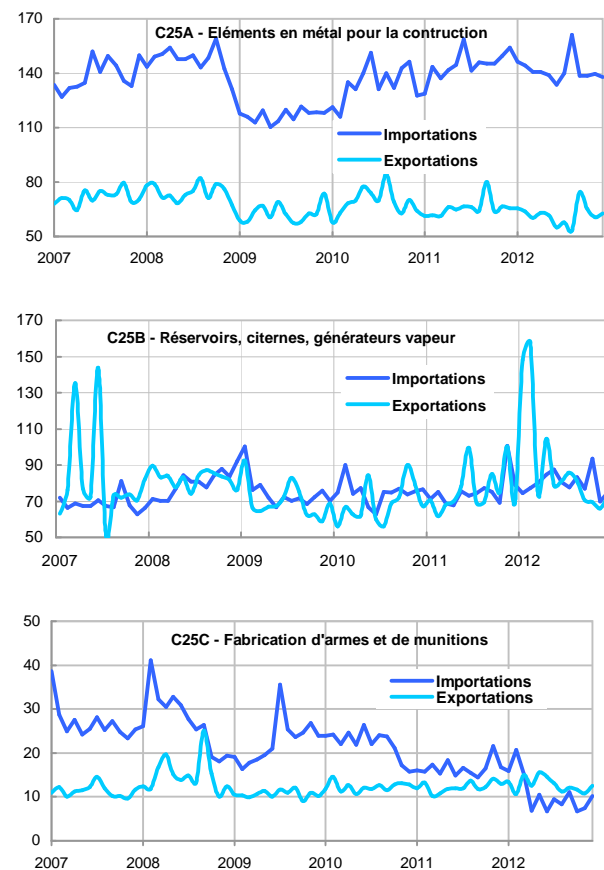 C25A - Eléments en métal pour la contruction
170
140
110
80
50
Importations
Exportations
2007 2008 2009 2010 2011 2012
C25B - Réservoirs, citernes, générateurs vapeur
170
150
130
110
90
70
50
Importations
Exportations
2007 2008 2009 2010 2011 2012
C25C - Fabrication d'armes et de munitions
50
40
30
20
10
0
Importations
Exportations
2007 2008 2009 2010 2011 2012